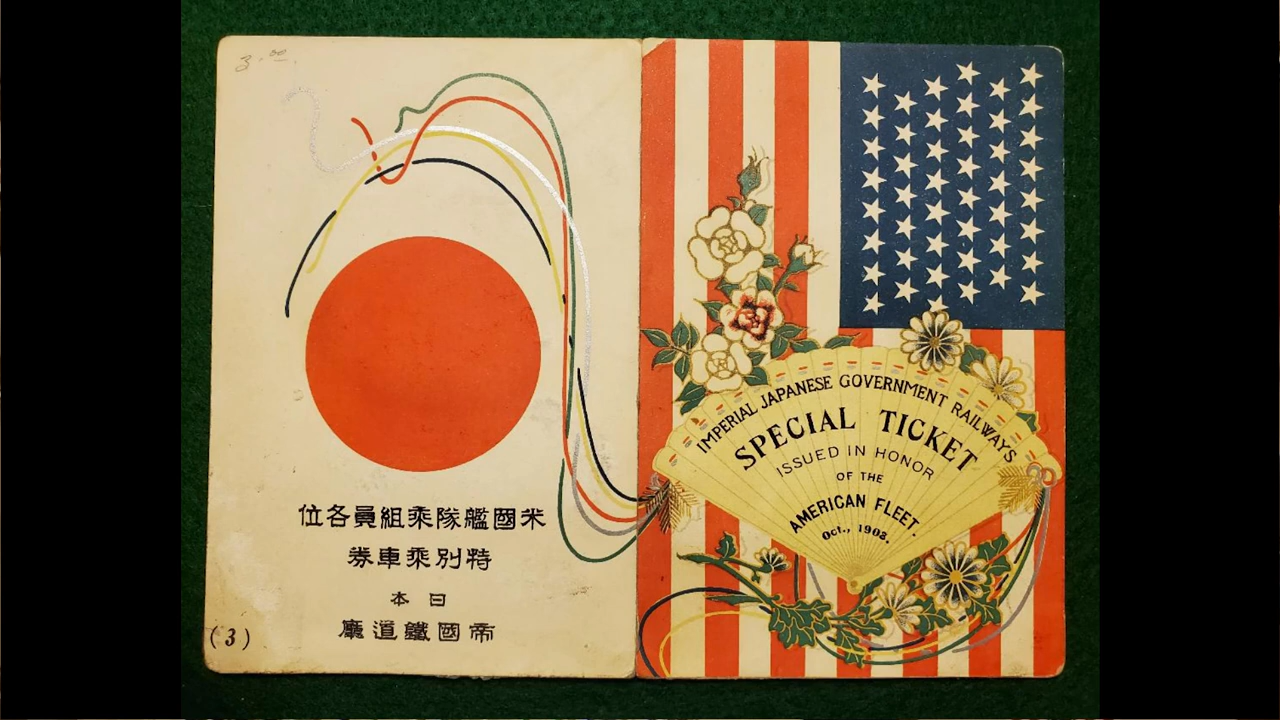 3.00
米國艦隊乘組員各位
特別乘車券
日本
帝國鐵道廳
(3)
IMPERIAL JAPANESE GOVERNMENT RAILWAYS
SPECIAL TICKET
ISSUED IN HONOR
OF THE
AMERICAN FLEET.
Oct., 1908.